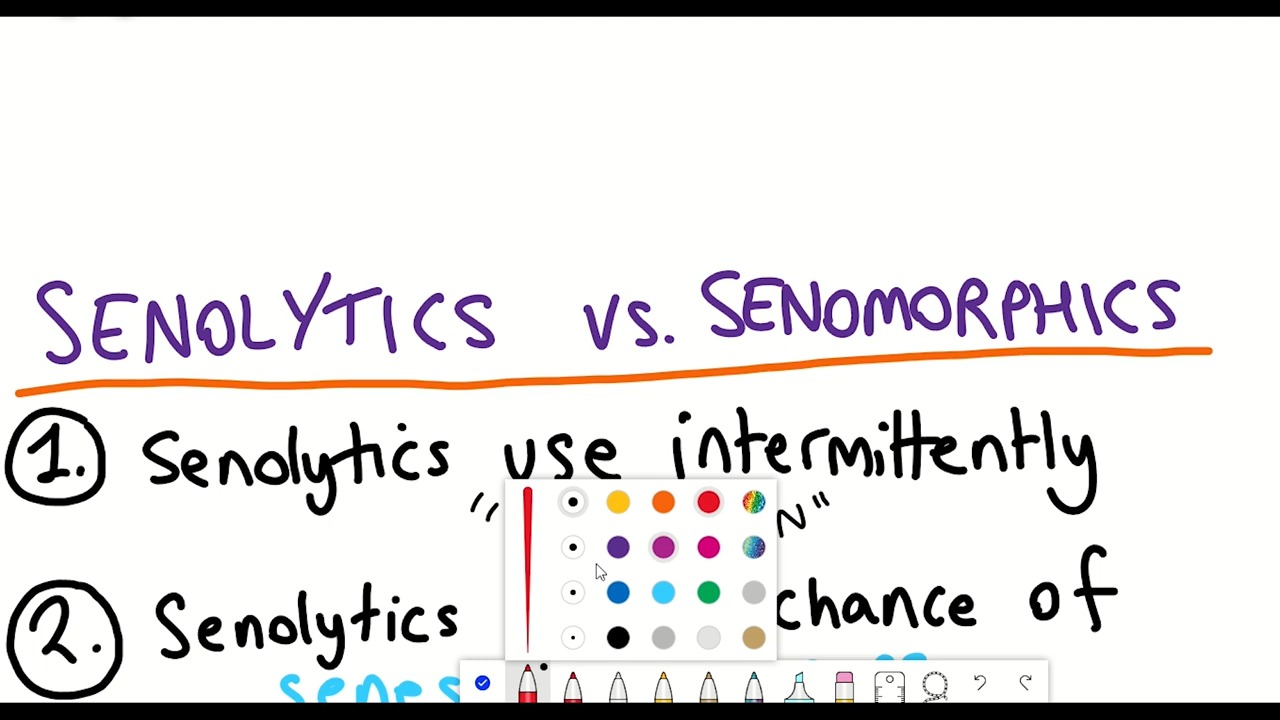 SENOLYTICS vs. SENOMORPHICS
1. Senolytics use intermittently
2. Senolytics chance of